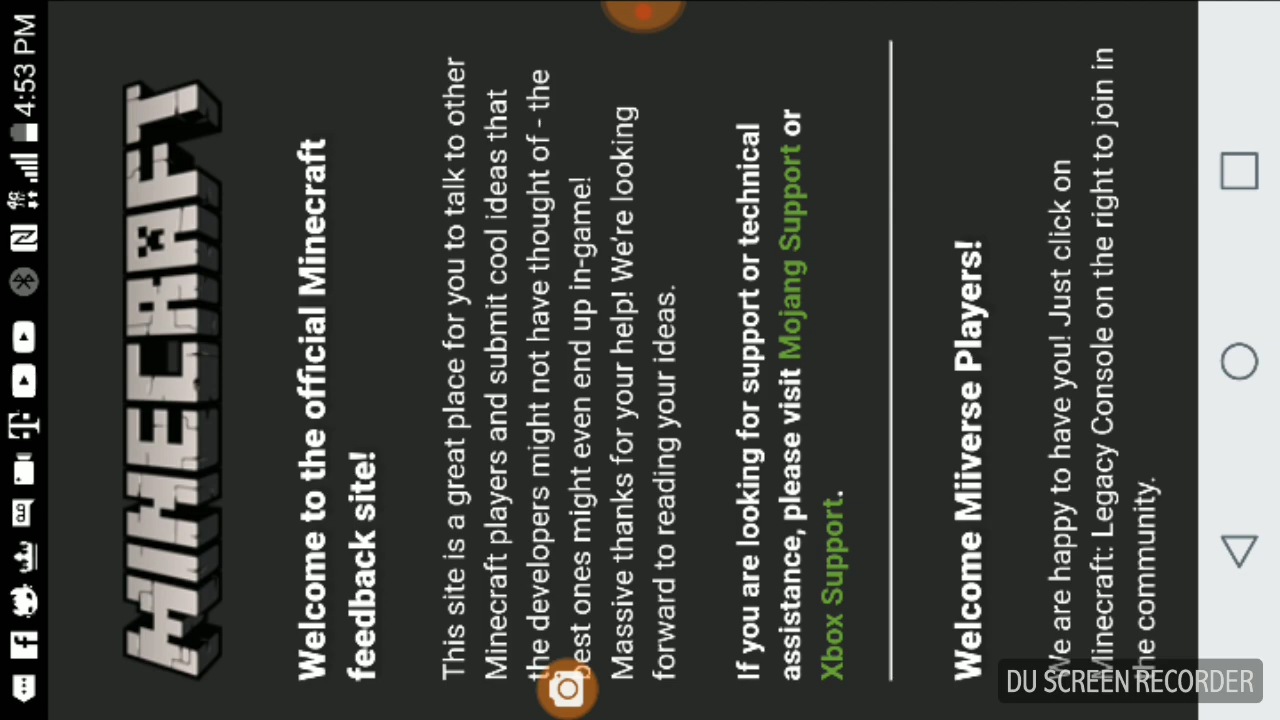 4G
4:53 PM
MINECRAFT
Welcome to the official Minecraft
feedback site!
This site is a great place for you to talk to other
Minecraft players and submit cool ideas that
the developers might not have thought of - the
best ones might even end up in-game!
Massive thanks for your help! We're looking
forward to reading your ideas.
If you are looking for support or technical
assistance, please visit Mojang Support or
Xbox Support.
Welcome Miiverse Players!
We are happy to have you! Just click on
Minecraft: Legacy Console on the right to join in
the community.
DU SCREEN RECORDER